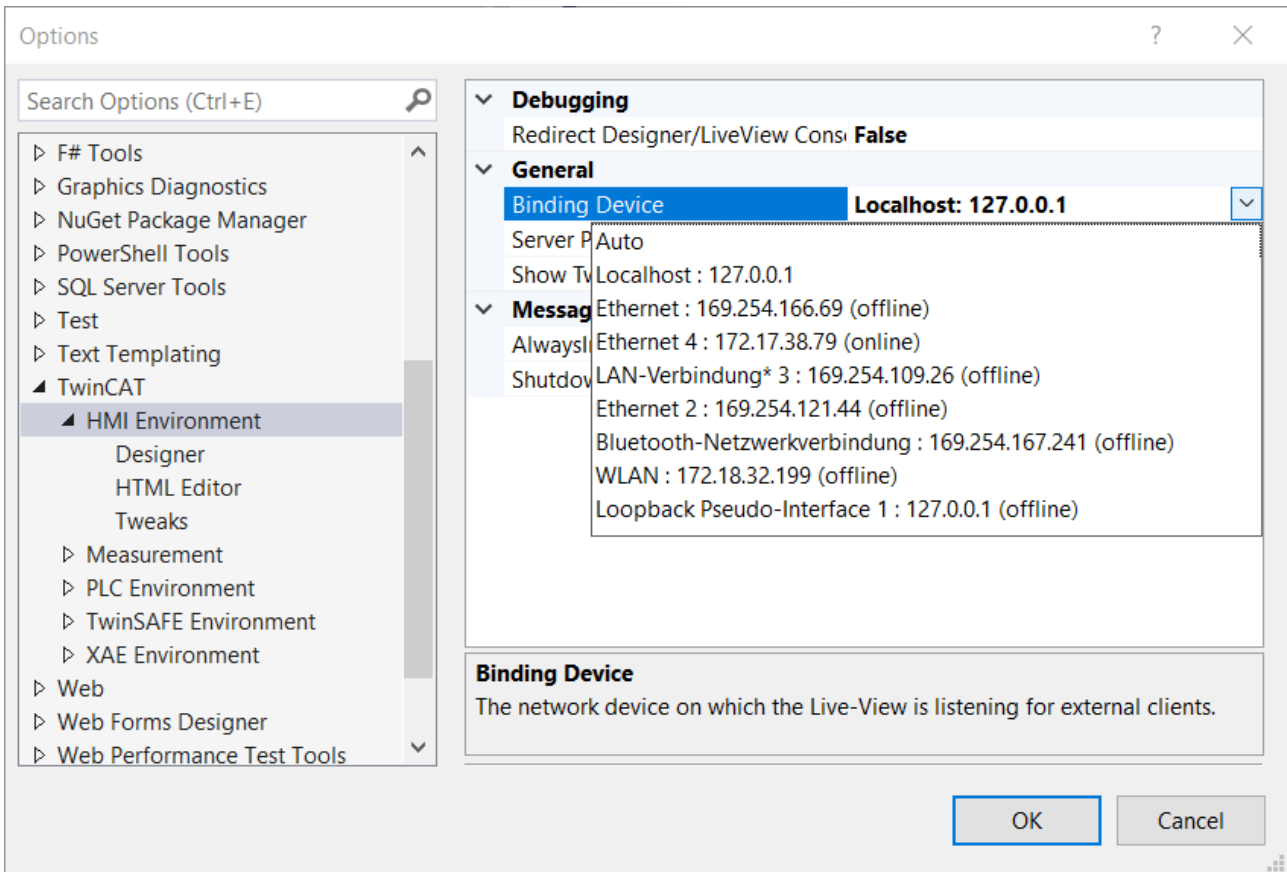 Options
Search Options (Ctrl+E)
F# Tools
Graphics Diagnostics
NuGet Package Manager
PowerShell Tools
SQL Server Tools
Test
Text Templating
TwinCAT
HMI Environment
Designer
HTML Editor
Tweaks
Measurement
PLC Environment
TwinSAFE Environment
XAE Environment
Web
Web Forms Designer
Web Performance Test Tools
Debugging
Redirect Designer/LiveView Cons False
General
Binding Device Localhost: 127.0.0.1
Server P
Show Tw
Messag
AlwaysI
Shutdov
Auto
Localhost : 127.0.0.1
Ethernet : 169.254.166.69 (offline)
Ethernet 4 : 172.17.38.79 (online)
LAN-Verbindung* 3 : 169.254.109.26 (offline)
Ethernet 2 : 169.254.121.44 (offline)
Bluetooth-Netzwerkverbindung : 169.254.167.241 (offline)
WLAN : 172.18.32.199 (offline)
Loopback Pseudo-Interface 1 : 127.0.0.1 (offline)
Binding Device
The network device on which the Live-View is listening for external clients.
OK
Cancel